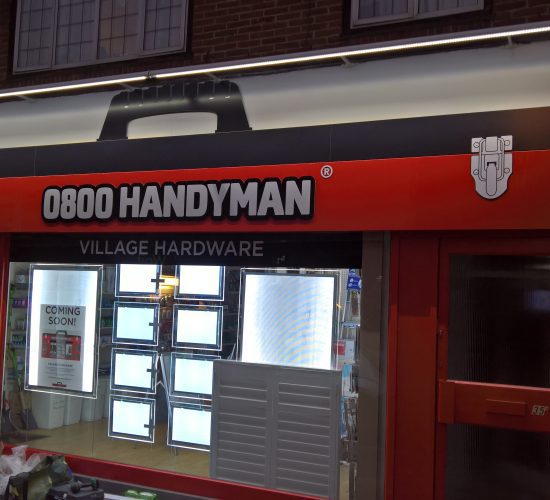 0800 HANDYMAN ®
VILLAGE HARDWARE
COMING
SOON!